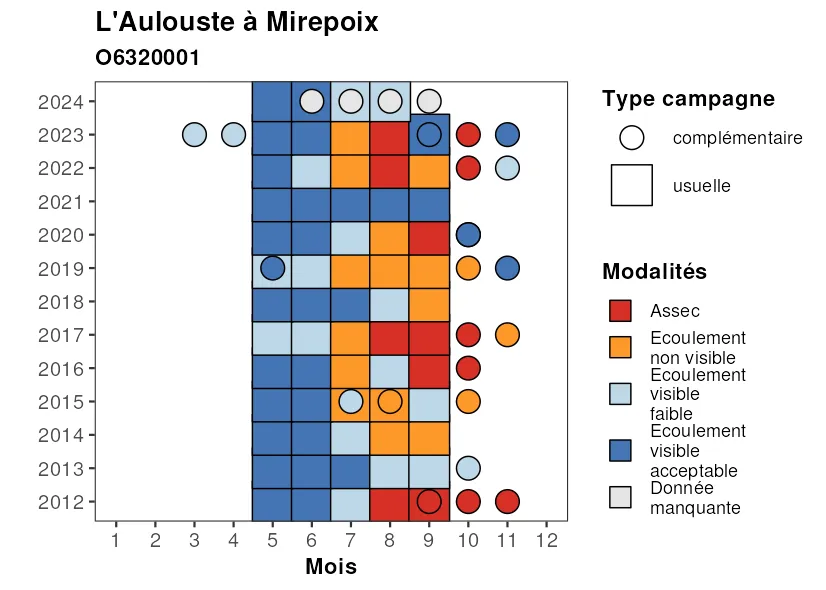 L'Aulouste à Mirepoix
O6320001
2024
2023
2022
2021
2020
2019
2018
2017
2016
2015
2014
2013
2012
1 2 3 4 5 6 7 8 9 10 11 12
Mois
Type campagne
complémentaire
usuelle
Modalités
Assec
Ecoulement
non visible
Ecoulement
visible
faible
Ecoulement
visible
acceptable
Donnée
manquante